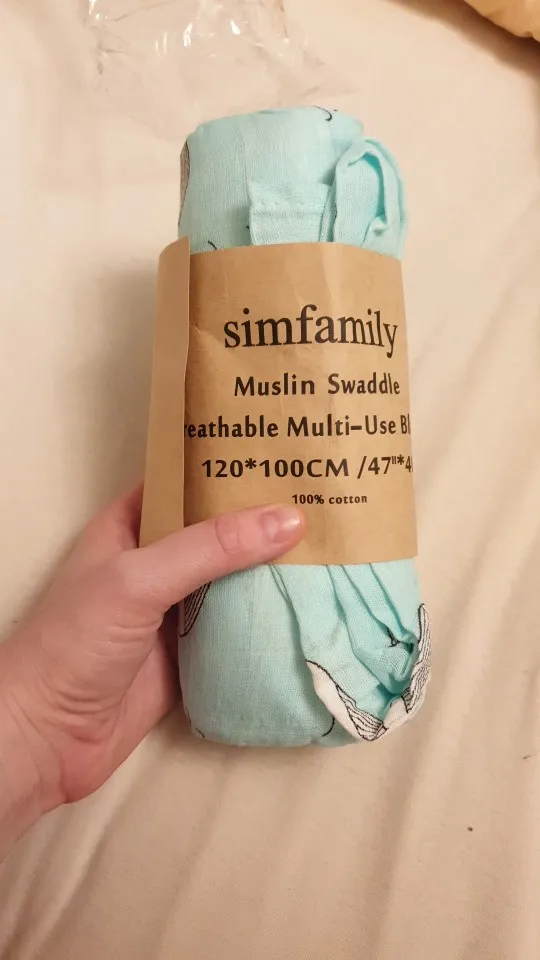 simfamily
Muslin Swaddle
reathable Multi-Use Bl
120*100CM /47"*4
100% cotton